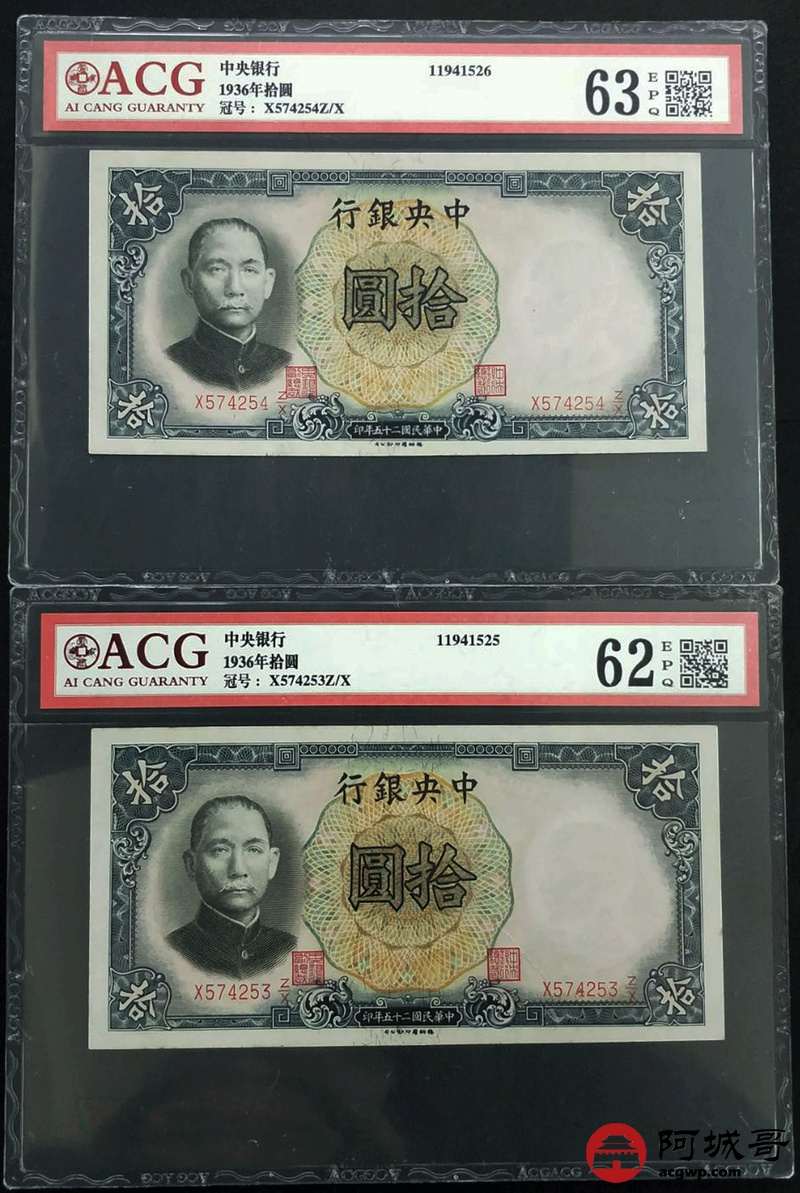 ACG
AI CANG GUARANTY
中央银行
1936年拾圆
冠号： X574254Z/X
11941526
63
EPQ
拾
拾
行銀央中
圓拾
X574254 Z/X
X574254 Z/X
拾
拾
印年五十二國民華中
ACG
AI CANG GUARANTY
中央银行
1936年拾圆
冠号： X574253Z/X
11941525
62
EPQ
拾
拾
行銀央中
圓拾
X574253 Z/X
X574253 Z/X
拾
拾
印年五十二國民華中
阿城哥
acgwp.com